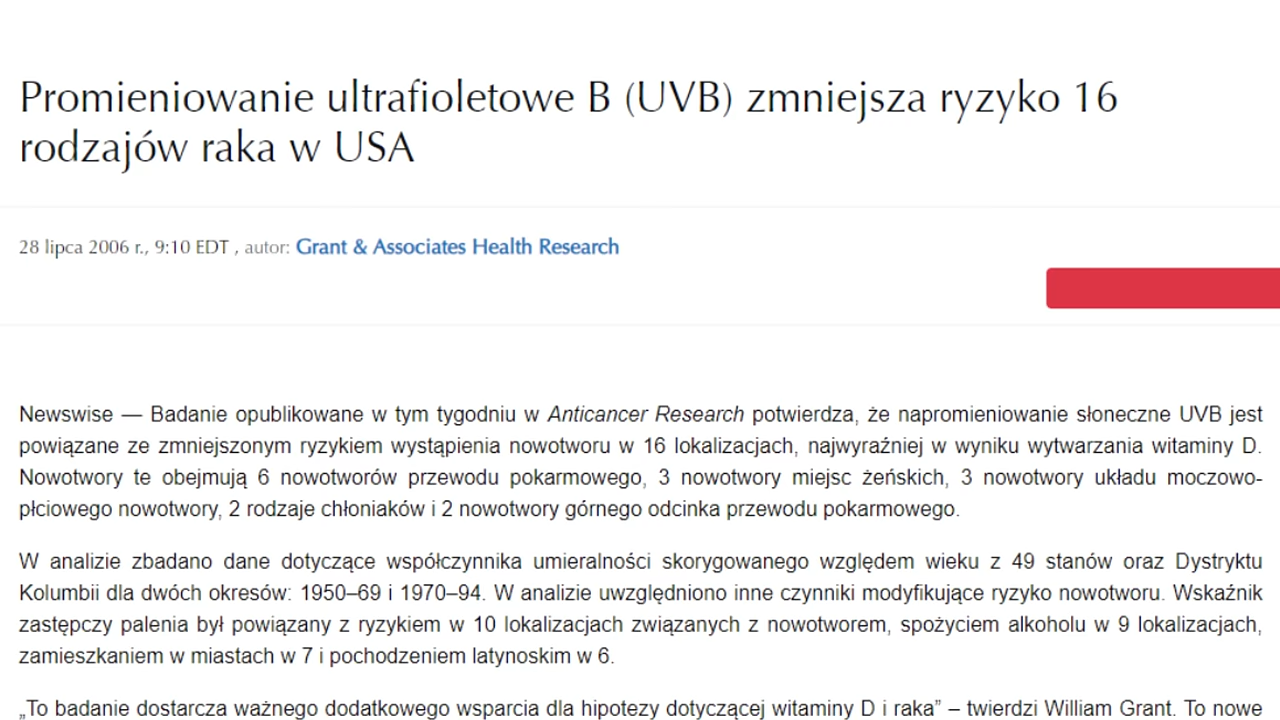 Promieniowanie ultrafioletowe B (UVB) zmniejsza ryzyko 16
rodzajów raka w USA
28 lipca 2006 r., 9:10 EDT , autor: Grant & Associates Health Research
Newswise — Badanie opublikowane w tym tygodniu w Anticancer Research potwierdza, że napromieniowanie słoneczne UVB jest
powiązane ze zmniejszonym ryzykiem wystąpienia nowotworu w 16 lokalizacjach, najwyraźniej w wyniku wytwarzania witaminy D.
Nowotwory te obejmują 6 nowotworów przewodu pokarmowego, 3 nowotwory miejsc żeńskich, 3 nowotwory układu moczowo-
płciowego nowotwory, 2 rodzaje chłoniaków i 2 nowotwory górnego odcinka przewodu pokarmowego.
W analizie zbadano dane dotyczące współczynnika umieralności skorygowanego względem wieku z 49 stanów oraz Dystryktu
Kolumbii dla dwóch okresów: 1950–69 i 1970–94. W analizie uwzględniono inne czynniki modyfikujące ryzyko nowotworu. Wskaźnik
zastępczy palenia był powiązany z ryzykiem w 10 lokalizacjach związanych z nowotworem, spożyciem alkoholu w 9 lokalizacjach,
zamieszkaniem w miastach w 7 i pochodzeniem latynoskim w 6.
„To badanie dostarcza ważnego dodatkowego wsparcia dla hipotezy dotyczącej witaminy D i raka” – twierdzi William Grant. To nowe